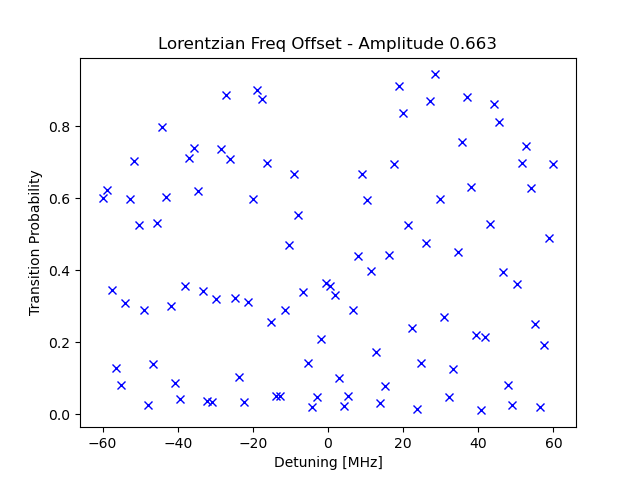 Lorentzian Freq Offset - Amplitude 0.663
Transition Probability
0.8
0.6
0.4
0.2
0.0
−60 −40 −20 0 20 40 60
Detuning [MHz]